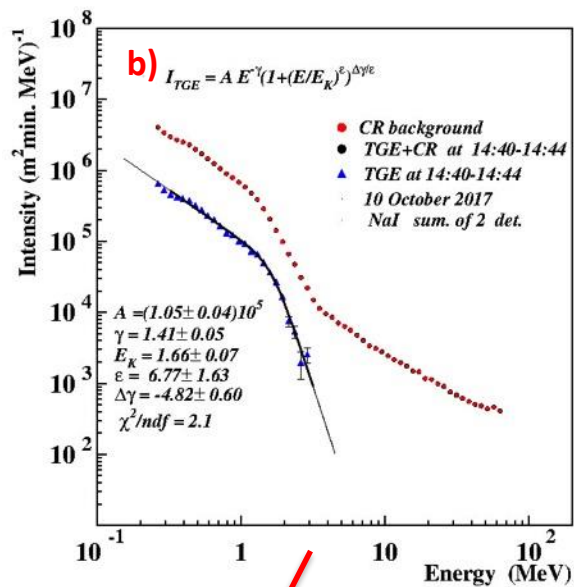 b)
I_TGE = A E^-γ (1+(E/E_K)^ε)^Δγ/ε
CR background
TGE+CR at 14:40-14:44
TGE at 14:40-14:44
10 October 2017
NaI sum. of 2 det.
A =(1.05± 0.04)10^5
γ = 1.41± 0.05
E_K = 1.66± 0.07
ε = 6.77± 1.63
Δγ = -4.82± 0.60
χ^2/ndf = 2.1
Intensity (m^2 min. MeV)^-1
10^8
10^7
10^6
10^5
10^4
10^3
10^2
10^-1
1
10
10^2
Energy (MeV)